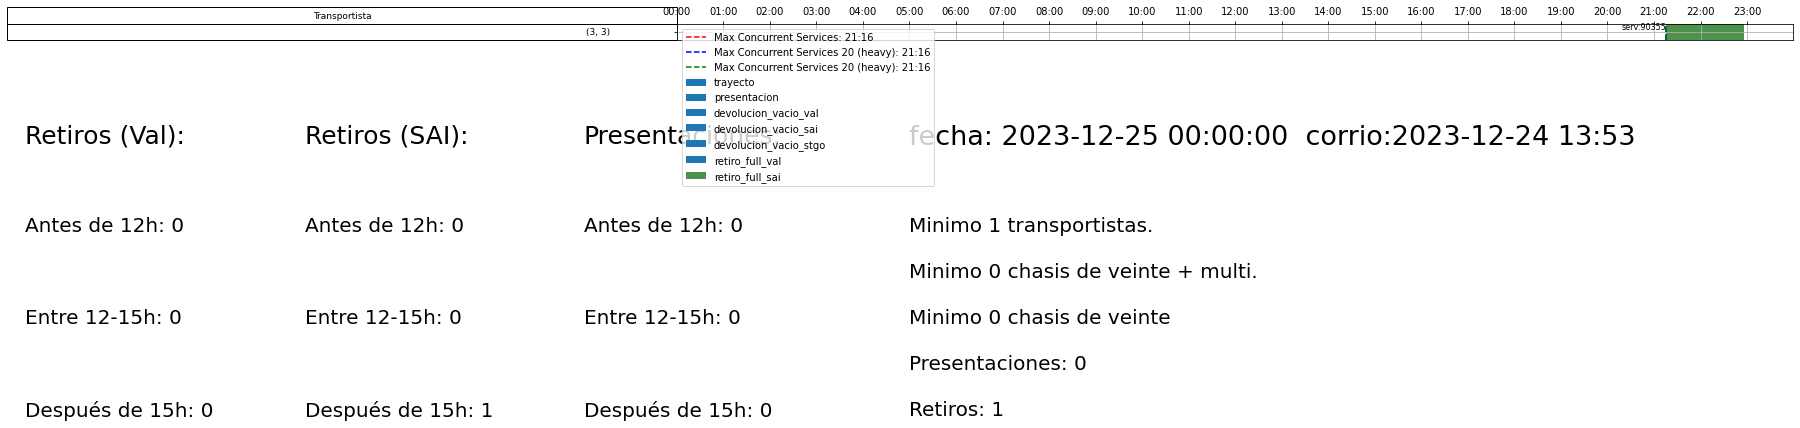 Transportista
00:00 01:00 02:00 03:00 04:00 05:00 06:00 07:00 08:00 09:00 10:00 11:00 12:00 13:00 14:00 15:00 16:00 17:00 18:00 19:00 20:00 21:00 22:00 23:00
(3, 3)
serv:90355
Max Concurrent Services: 21:16
Max Concurrent Services 20 (heavy): 21:16
Max Concurrent Services 20 (heavy): 21:16
trayecto
presentacion
devolucion_vacio_val
devolucion_vacio_sai
devolucion_vacio_stgo
retiro_full_val
retiro_full_sai
Retiros (Val): Retiros (SAI): Presentaciones: fecha: 2023-12-25 00:00:00 corrio:2023-12-24 13:53
Antes de 12h: 0 Antes de 12h: 0 Antes de 12h: 0 Minimo 1 transportistas.
Minimo 0 chasis de veinte + multi.
Entre 12-15h: 0 Entre 12-15h: 0 Entre 12-15h: 0 Minimo 0 chasis de veinte
Presentaciones: 0
Después de 15h: 0 Después de 15h: 1 Después de 15h: 0 Retiros: 1